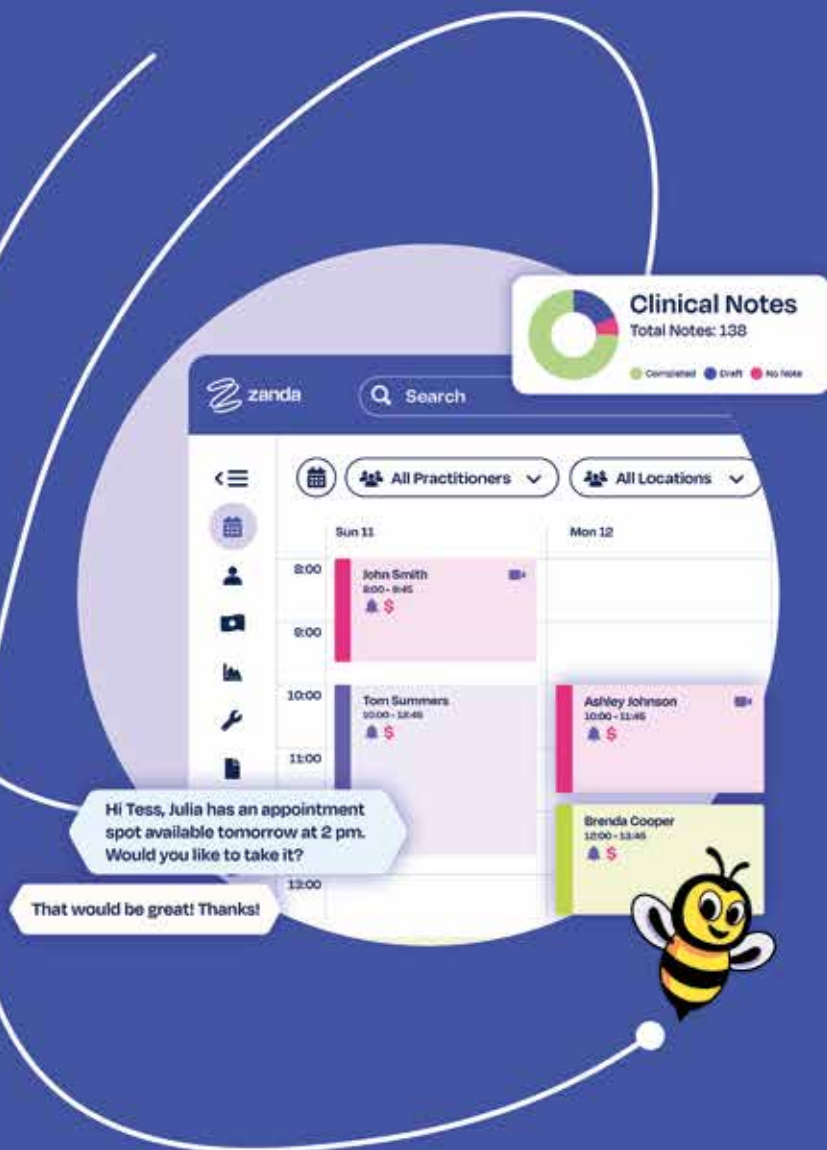 Clinical Notes
Total Notes: 138
Completed Draft No Note
zanda
Search
All Practitioners
All Locations
Sun 11
Mon 12
8:00
John Smith
8:00 - 9:45
$
9:00
10:00
Tom Summers
10:00 - 12:45
$
Ashley Johnson
10:00 - 11:45
$
11:00
Hi Tess, Julia has an appointment
spot available tomorrow at 2 pm.
Would you like to take it?
Brenda Cooper
12:00 - 13:45
$
13:00
That would be great! Thanks!